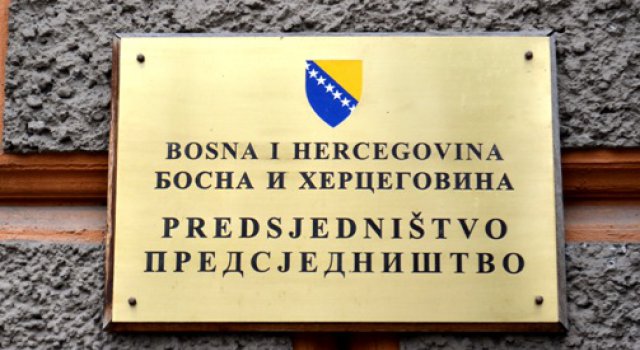 BOSNA I HERCEGOVINA
БОСНА И ХЕРЦЕГОВИНА
PREDSJEDNIŠTVO
ПРЕДСЈЕДНИШТВО